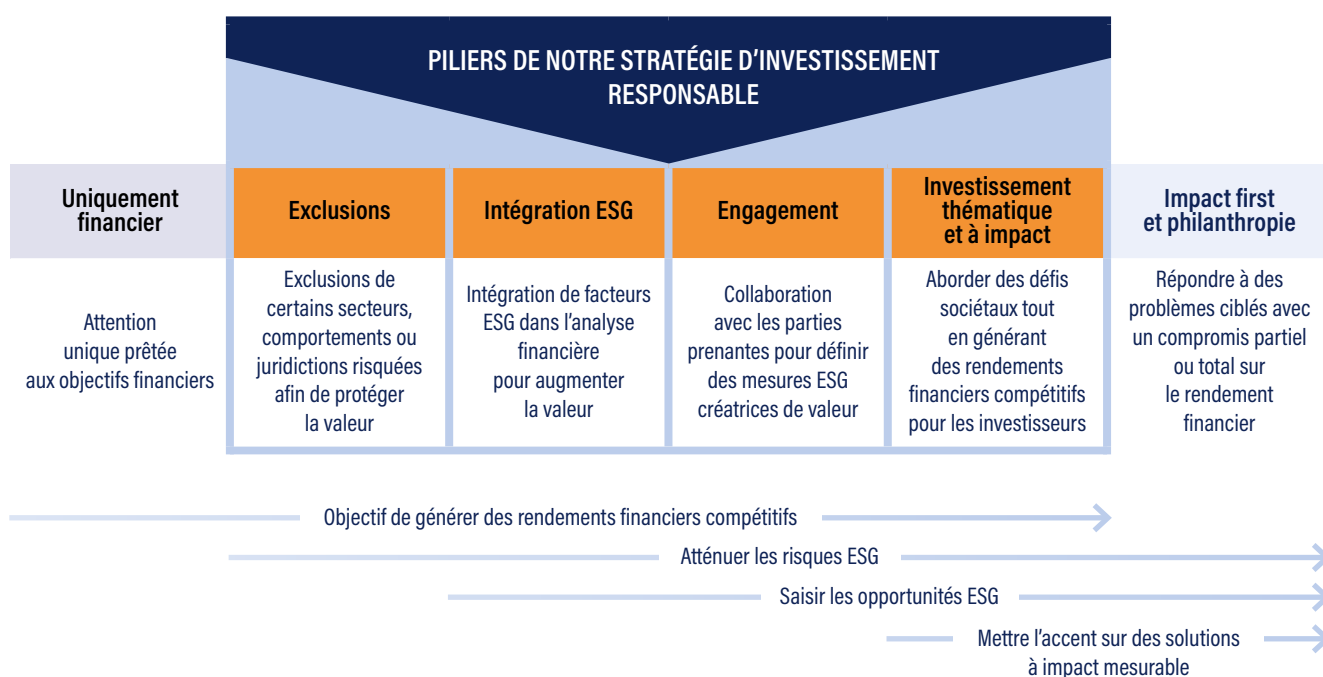 PILIERS DE NOTRE STRATÉGIE D'INVESTISSEMENT
RESPONSABLE
Uniquement
financier
Attention
unique prêtée
aux objectifs financiers
Exclusions
Exclusions de
certains secteurs,
comportements ou
juridictions risquées
afin de protéger
la valeur
Intégration ESG
Intégration de facteurs
ESG dans l'analyse
financière
pour augmenter
la valeur
Engagement
Collaboration
avec les parties
prenantes pour définir
des mesures ESG
créatrices de valeur
Investissement
thématique
et à impact
Aborder des défis
sociétaux tout
en générant
des rendements
financiers compétitifs
pour les investisseurs
Impact first
et philanthropie
Répondre à des
problèmes ciblés avec
un compromis partiel
ou total sur
le rendement
financier
Objectif de générer des rendements financiers compétitifs
Atténuer les risques ESG
Saisir les opportunités ESG
Mettre l'accent sur des solutions
à impact mesurable